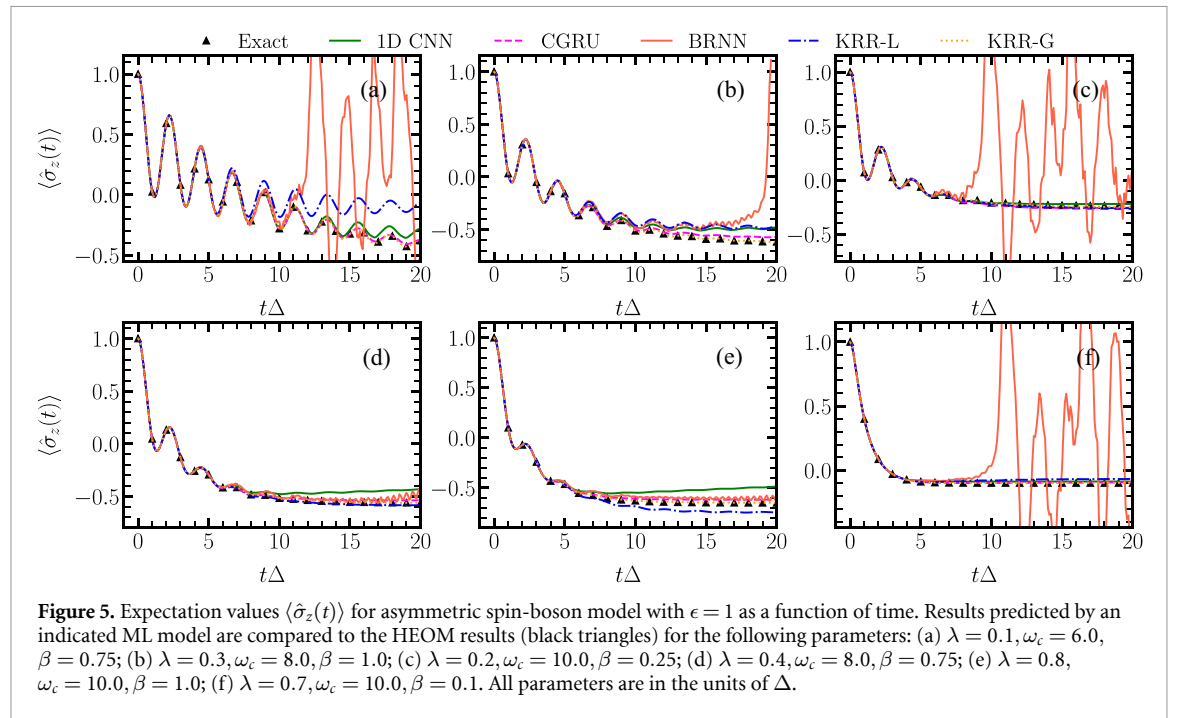 Exact 1D CNN CGRU BRNN KRR-L KRR-G
(a) (b) (c)
1.0 1.0 1.0
0.5 0.5 0.5
0.0 0.0 0.0
−0.5 −0.5 −0.5
⟨σ̂z(t)⟩
0 5 10 15 20 0 5 10 15 20 0 5 10 15 20
tΔ tΔ tΔ
(d) (e) (f)
1.0 1.0 1.0
0.5 0.5 0.5
0.0 0.0 0.0
−0.5 −0.5
⟨σ̂z(t)⟩
0 5 10 15 20 0 5 10 15 20 0 5 10 15 20
tΔ tΔ tΔ
Figure 5. Expectation values ⟨σ̂z(t)⟩ for asymmetric spin-boson model with ϵ = 1 as a function of time. Results predicted by an
indicated ML model are compared to the HEOM results (black triangles) for the following parameters: (a) λ = 0.1, ωc = 6.0,
β = 0.75; (b) λ = 0.3, ωc = 8.0, β = 1.0; (c) λ = 0.2, ωc = 10.0, β = 0.25; (d) λ = 0.4, ωc = 8.0, β = 0.75; (e) λ = 0.8,
ωc = 10.0, β = 1.0; (f) λ = 0.7, ωc = 10.0, β = 0.1. All parameters are in the units of Δ.